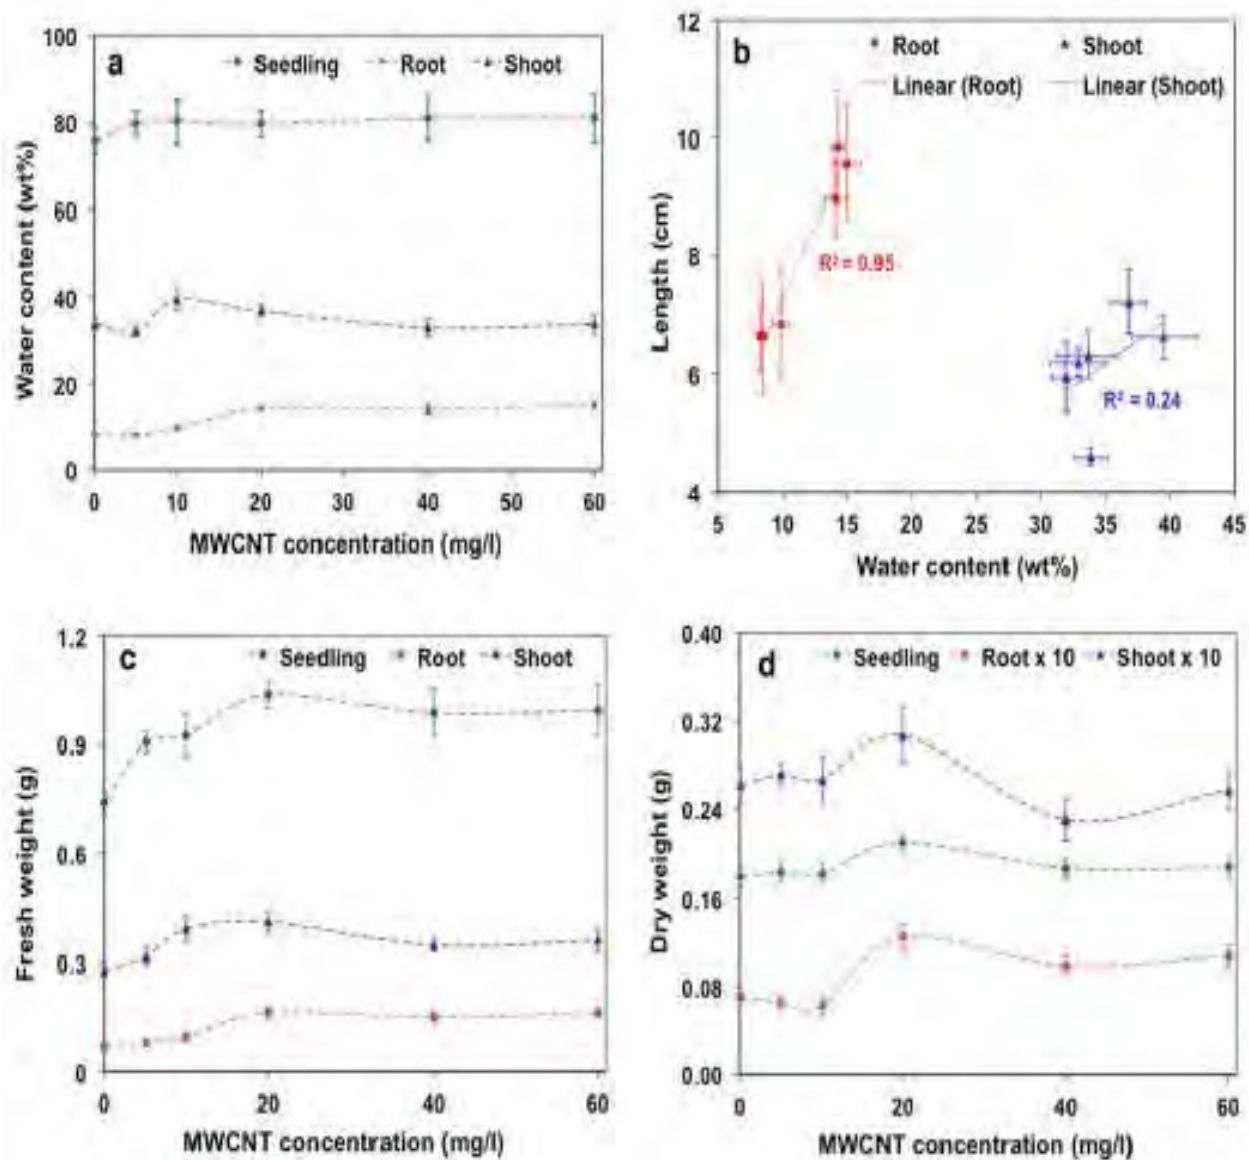 a
Seedling Root Shoot
Water content (wt%)
100
80
60
40
20
0
0 10 20 30 40 50 60
MWCNT concentration (mg/l)
b
Root Shoot
Linear (Root) Linear (Shoot)
Length (cm)
12
10
8
6
4
R² = 0.95
R² = 0.24
5 10 15 20 25 30 35 40 45
Water content (wt%)
c
Seedling Root Shoot
Fresh weight (g)
1.2
0.9
0.6
0.3
0
0 20 40 60
MWCNT concentration (mg/l)
d
Seedling Root x 10 Shoot x 10
Dry weight (g)
0.40
0.32
0.24
0.16
0.08
0.00
0 20 40 60
MWCNT concentration (mg/l)